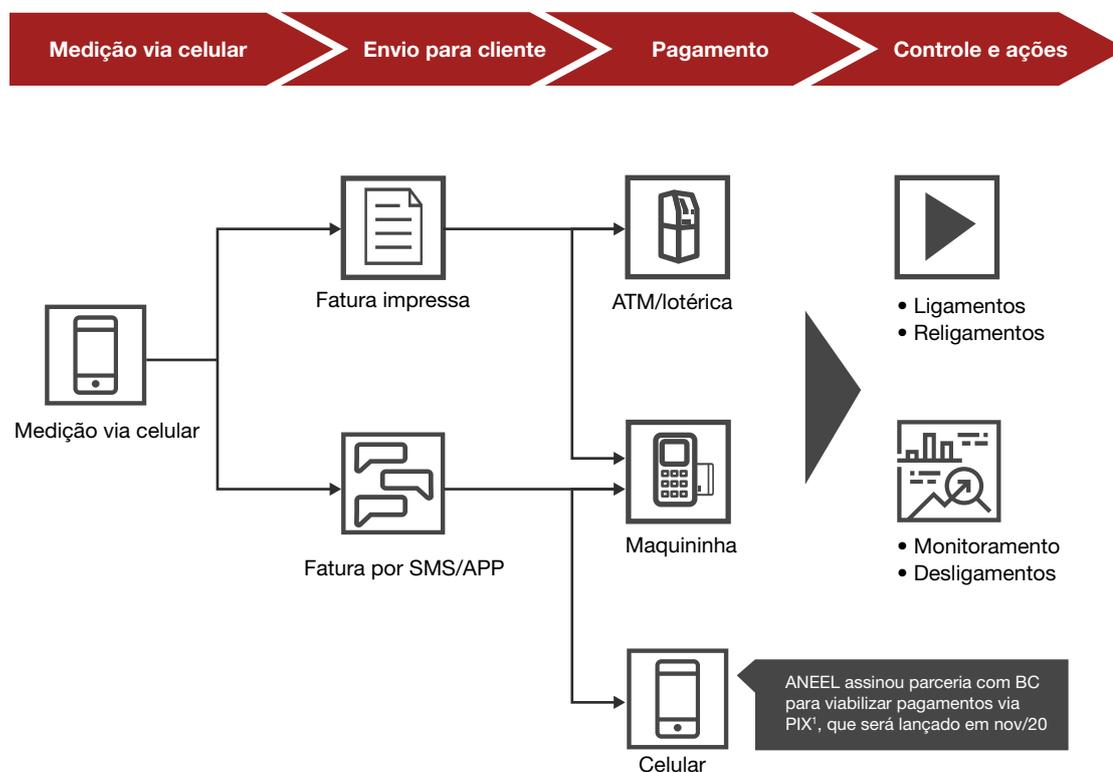 Medição via celular
Envio para cliente
Pagamento
Controle e ações
Medição via celular
Fatura impressa
Fatura por SMS/APP
ATM/lotérica
Maquininha
Celular
ANEEL assinou parceria com BC
para viabilizar pagamentos via
PIX¹, que será lançado em nov/20
• Ligamentos
• Religamentos
• Monitoramento
• Desligamentos